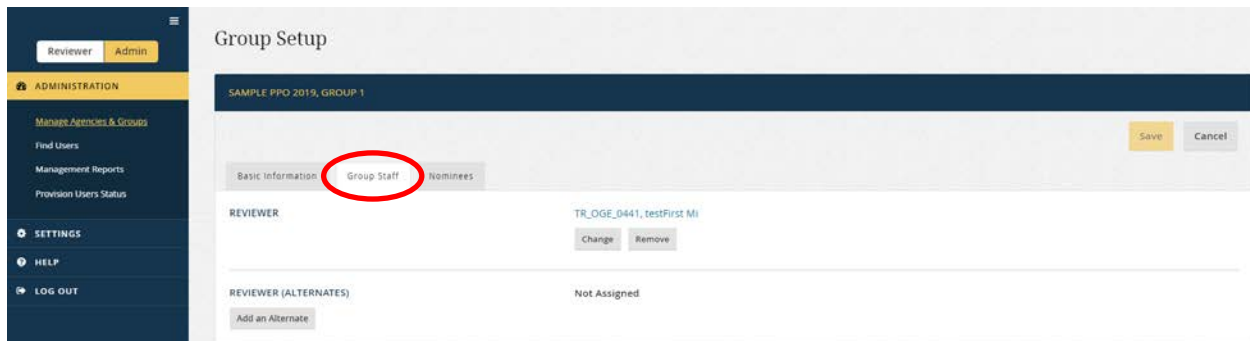 Reviewer Admin
ADMINISTRATION
Manage Agencies & Groups
Find Users
Management Reports
Provision Users Status
SETTINGS
HELP
LOG OUT
Group Setup
SAMPLE PPO 2019, GROUP 1
Save Cancel
Basic Information Group Staff Nominees
REVIEWER TR_OGE_0441, testFirst Mi
Change Remove
REVIEWER (ALTERNATES) Not Assigned
Add an Alternate